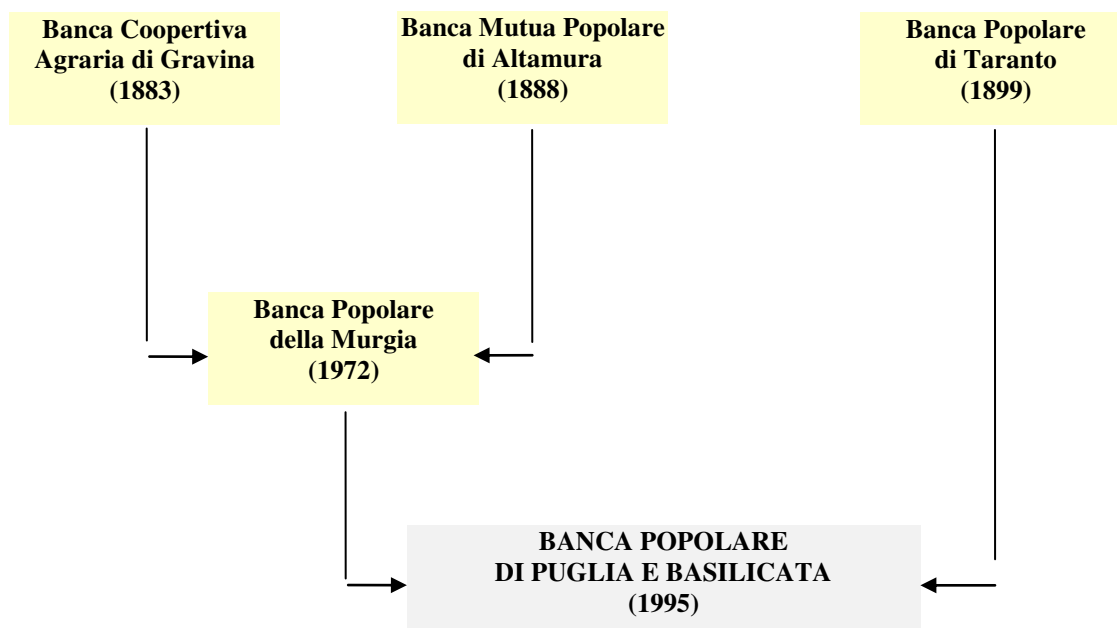 Banca Coopertiva
Agraria di Gravina
(1883)
Banca Mutua Popolare
di Altamura
(1888)
Banca Popolare
di Taranto
(1899)
Banca Popolare
della Murgia
(1972)
BANCA POPOLARE
DI PUGLIA E BASILICATA
(1995)